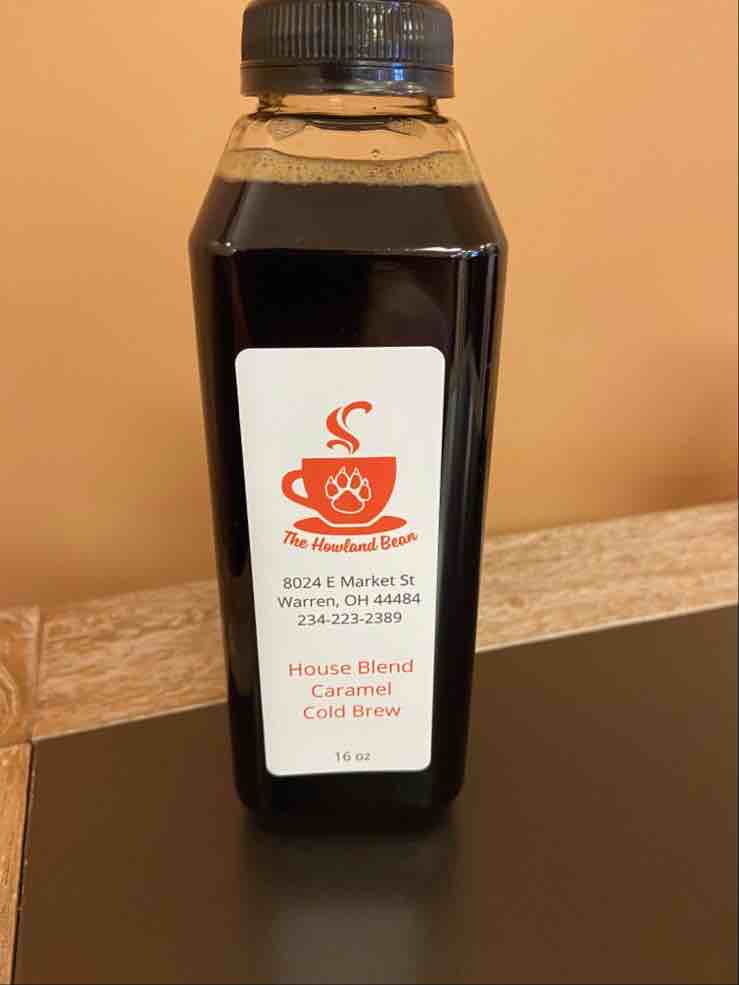 The Howland Bean
8024 E Market St
Warren, OH 44484
234-223-2389
House Blend
Caramel
Cold Brew
16 oz